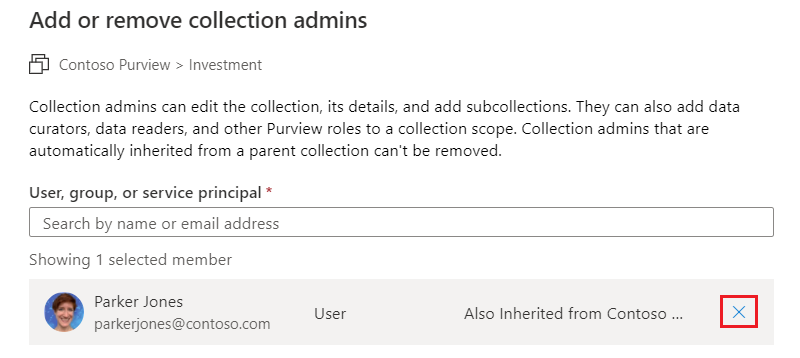 Add or remove collection admins
Contoso Purview > Investment
Collection admins can edit the collection, its details, and add subcollections. They can also add data
curators, data readers, and other Purview roles to a collection scope. Collection admins that are
automatically inherited from a parent collection can't be removed.
User, group, or service principal *
Search by name or email address
Showing 1 selected member
Parker Jones
parkerjones@contoso.com
User
Also Inherited from Contoso ...